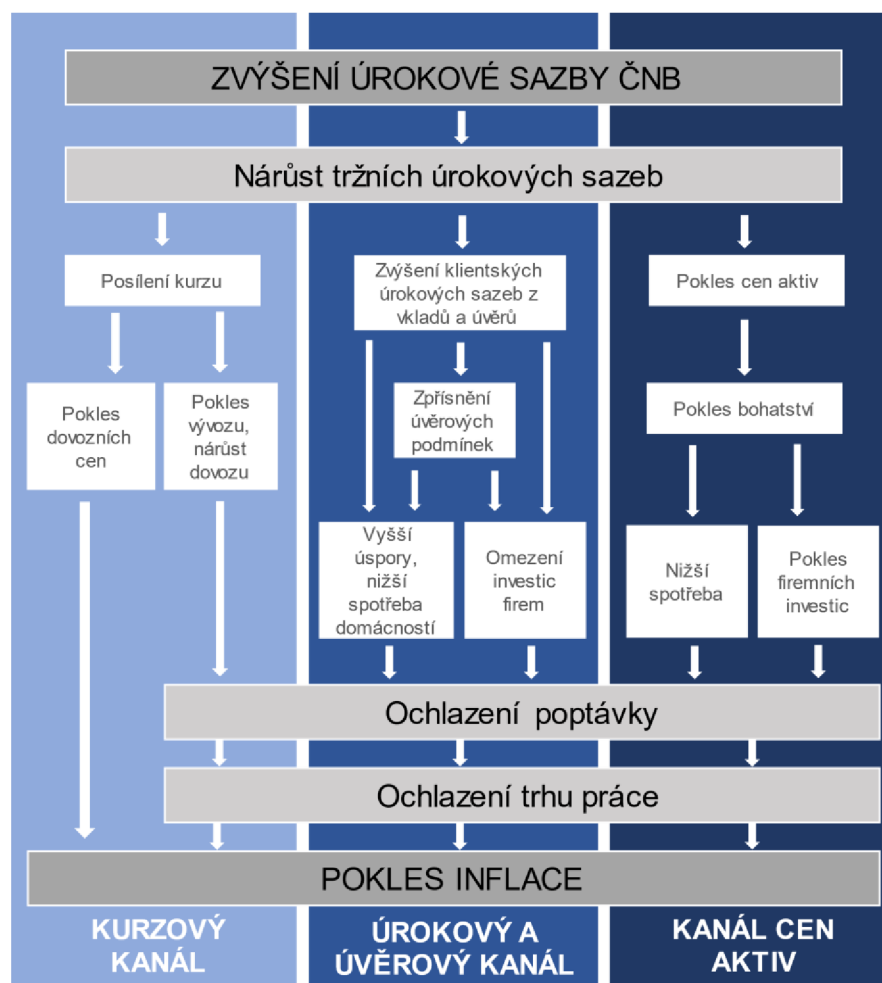 ZVÝŠENÍ ÚROKOVÉ SAZBY ČNB
Nárůst tržních úrokových sazeb
Posílení kurzu
Zvýšení klientských
úrokových sazeb z
vkladů a úvěrů
Pokles cen aktiv
Pokles
dovozních
cen
Pokles
vývozu,
nárůst
dovozu
Zpřísnění
úvěrových
podmínek
Pokles bohatství
Vyšší
úspory,
nižší
spotřeba
domácností
Omezení
investic
firem
Nižší
spotřeba
Pokles
firemních
investic
Ochlazení poptávky
Ochlazení trhu práce
POKLES INFLACE
KURZOVÝ
KANÁL
ÚROKOVÝ A
ÚVĚROVÝ KANÁL
KANÁL CEN
AKTIV